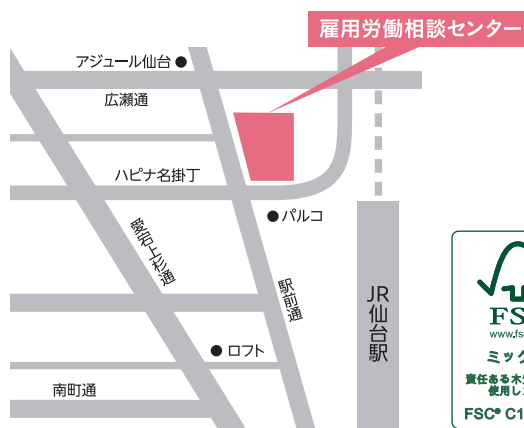 雇用労働相談センター
アジュール仙台
広瀬通
ハピナ名掛丁
パルコ
愛宕上杉通
駅前通
JR仙台駅
ロフト
南町通
FS
www.fs
ミック
責任ある木
使用し
FSC® C1